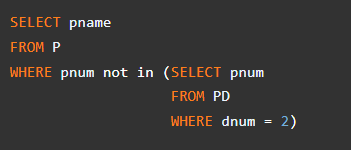 SELECT pname
FROM P
WHERE pnum not in (SELECT pnum
FROM PD
WHERE dnum = 2)